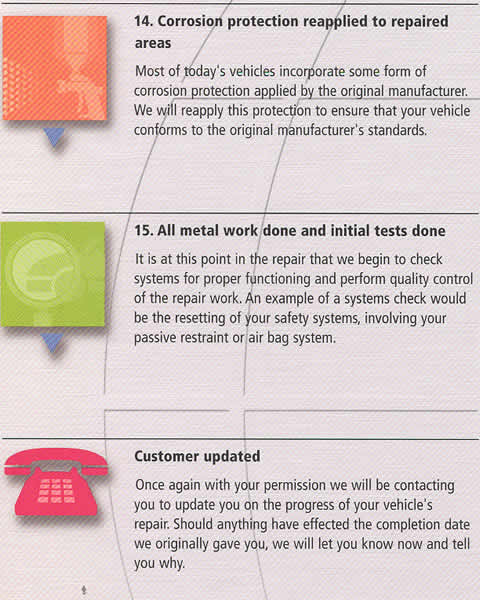 14. Corrosion protection reapplied to repaired
areas
Most of today's vehicles incorporate some form of
corrosion protection applied by the original manufacturer.
We will reapply this protection to ensure that your vehicle
conforms to the original manufacturer's standards.
15. All metal work done and initial tests done
It is at this point in the repair that we begin to check
systems for proper functioning and perform quality control
of the repair work. An example of a systems check would
be the resetting of your safety systems, involving your
passive restraint or air bag system.
Customer updated
Once again with your permission we will be contacting
you to update you on the progress of your vehicle's
repair. Should anything have effected the completion date
we originally gave you, we will let you know now and tell
you why.